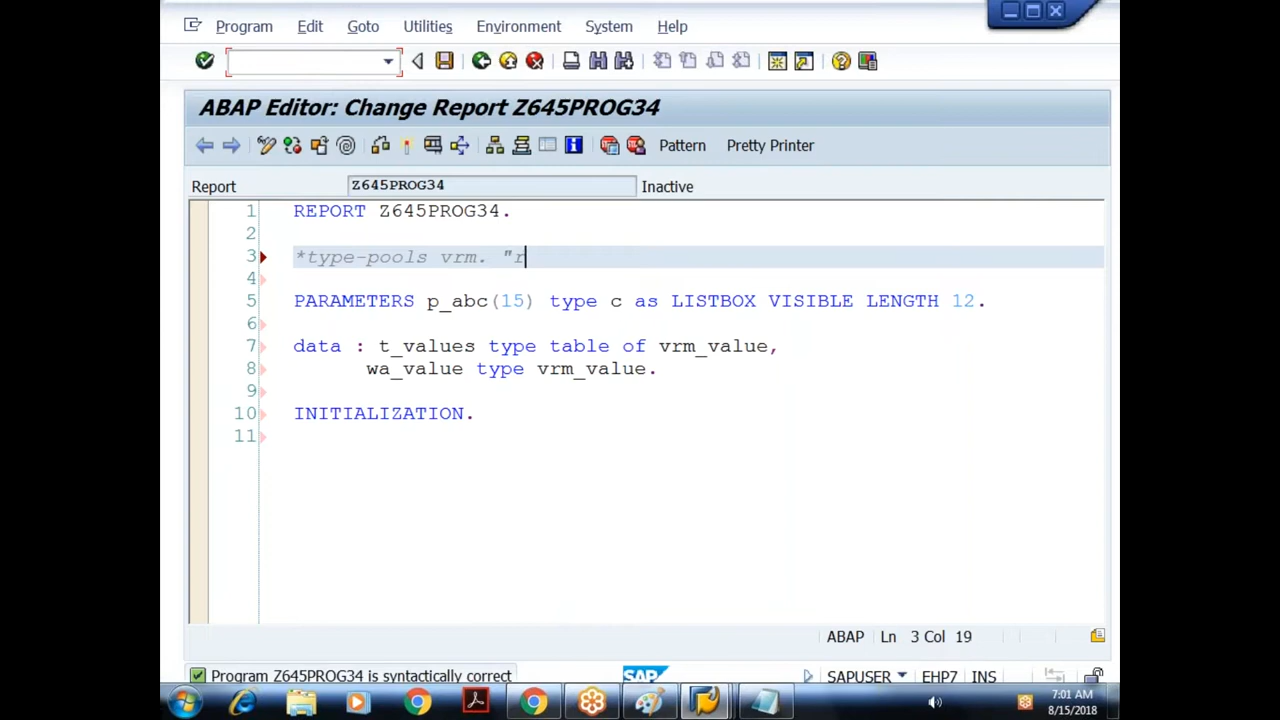 Program Edit Goto Utilities Environment System Help
ABAP Editor: Change Report Z645PROG34
Pattern Pretty Printer
Report Z645PROG34 Inactive
1 REPORT Z645PROG34.
2
3 *type-pools vrm. "r
4
5 PARAMETERS p_abc(15) type c as LISTBOX VISIBLE LENGTH 12.
6
7 data : t_values type table of vrm_value,
8 wa_value type vrm_value.
9
10 INITIALIZATION.
11
ABAP Ln 3 Col 19
Program Z645PROG34 is syntactically correct SAP SAPUSER EHP7 INS
7:01 AM
8/15/2018